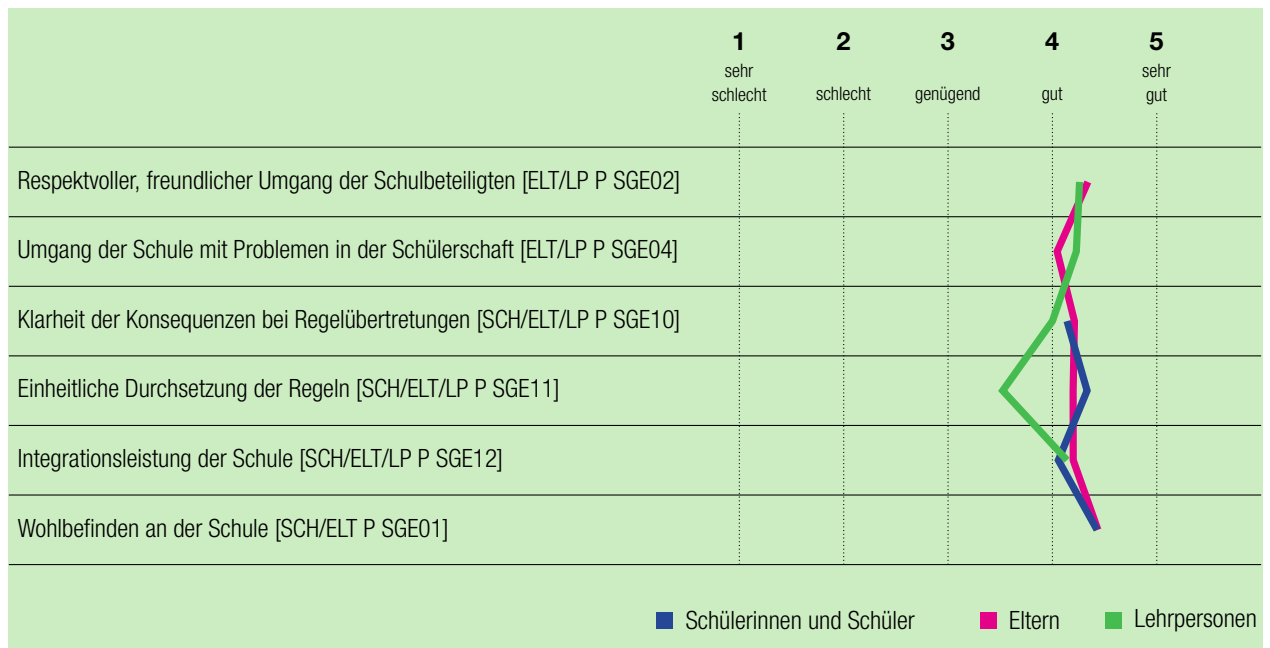 1 2 3 4 5
sehr schlecht schlecht genügend gut sehr gut
Respektvoller, freundlicher Umgang der Schulbeteiligten [ELT/LP P SGE02]
Umgang der Schule mit Problemen in der Schülerschaft [ELT/LP P SGE04]
Klarheit der Konsequenzen bei Regelübertretungen [SCH/ELT/LP P SGE10]
Einheitliche Durchsetzung der Regeln [SCH/ELT/LP P SGE11]
Integrationsleistung der Schule [SCH/ELT/LP P SGE12]
Wohlbefinden an der Schule [SCH/ELT P SGE01]
Schülerinnen und Schüler Eltern Lehrpersonen